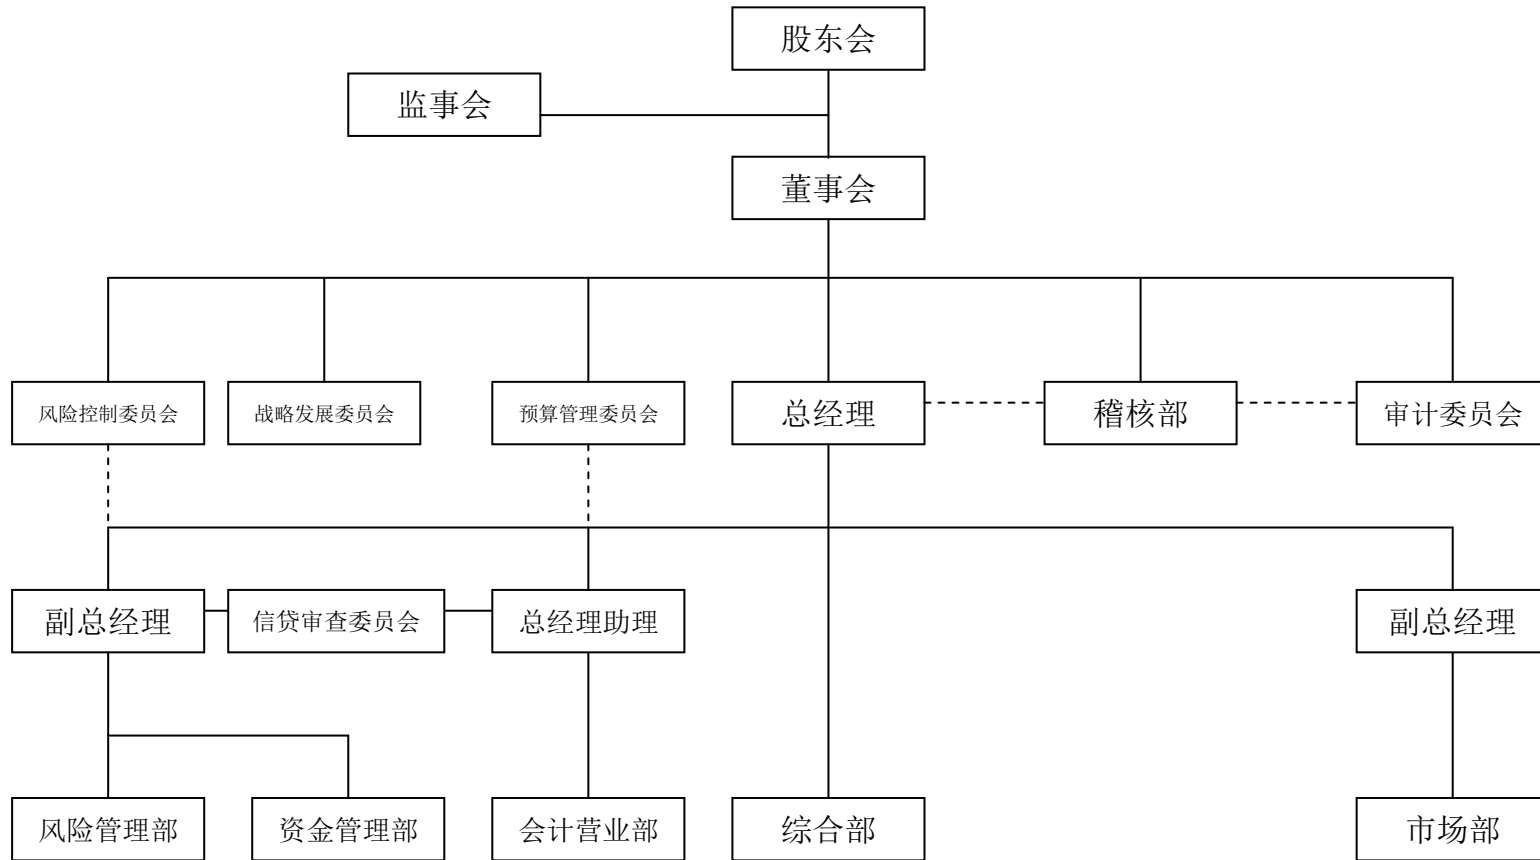 股东会
监事会
董事会
风险控制委员会
战略发展委员会
预算管理委员会
总经理
稽核部
审计委员会
副总经理
信贷审查委员会
总经理助理
副总经理
风险管理部
资金管理部
会计营业部
综合部
市场部